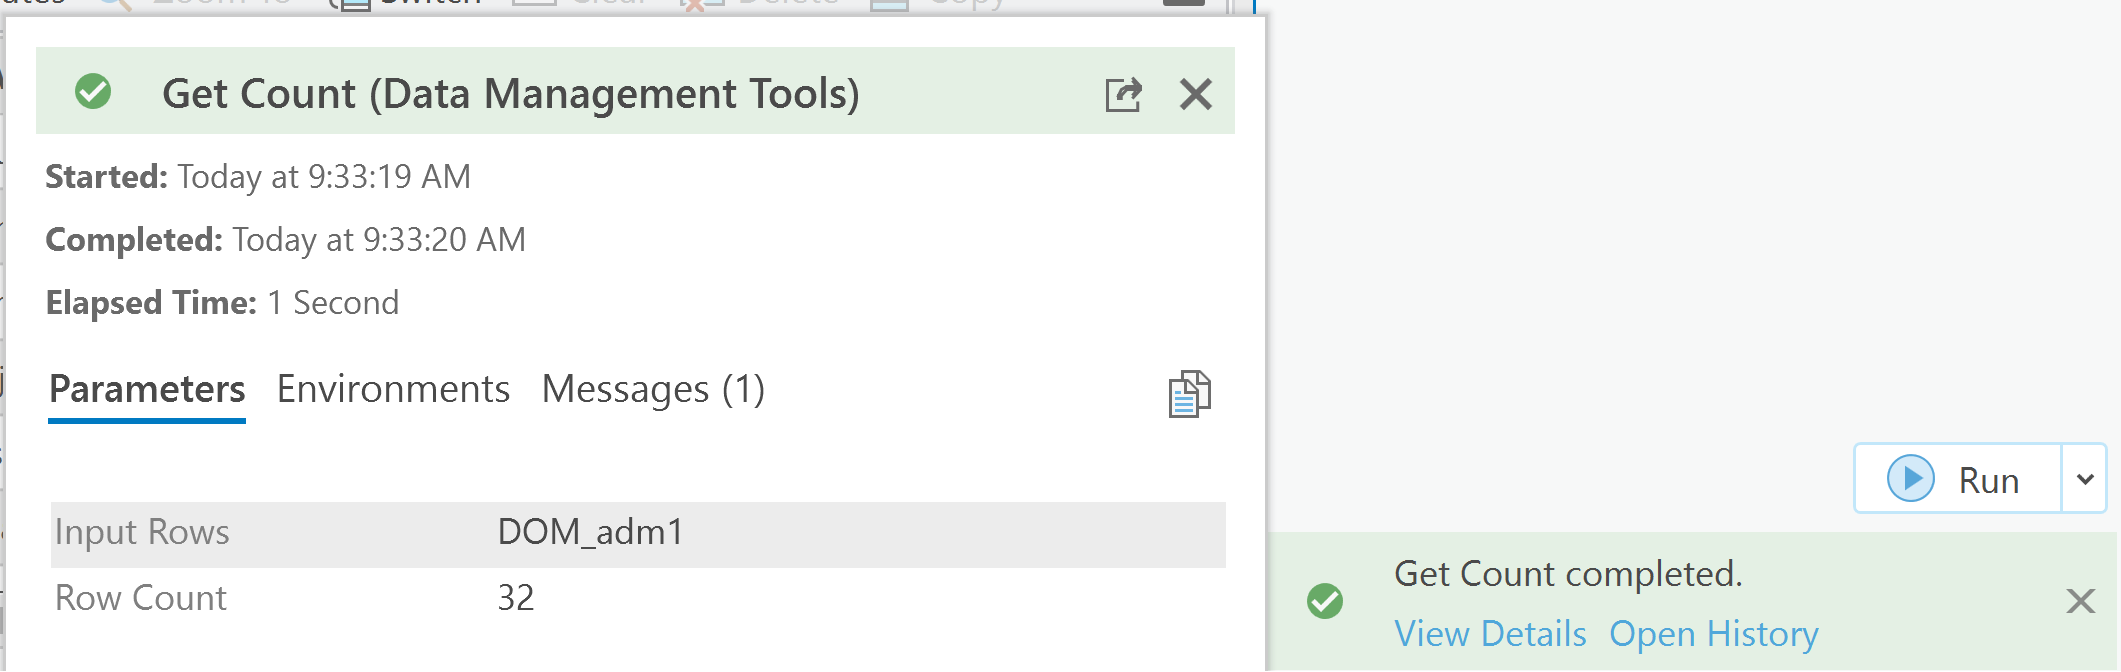 Switch
Get Count (Data Management Tools)
Started: Today at 9:33:19 AM
Completed: Today at 9:33:20 AM
Elapsed Time: 1 Second
Parameters Environments Messages (1)
Input Rows DOM_adm1
Row Count 32
Run
Get Count completed.
View Details Open History